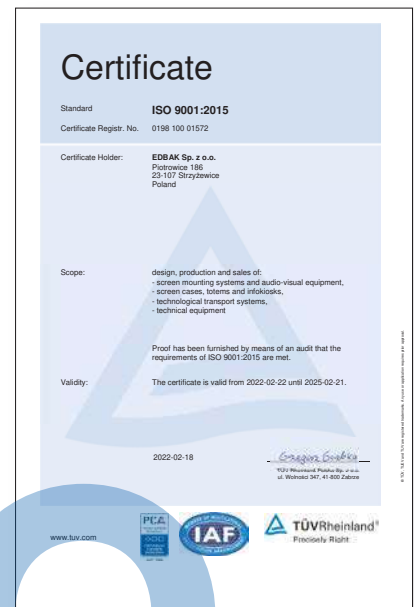 Certificate
Standard ISO 9001:2015
Certificate Registr. No. 0198 100 01572
Certificate Holder: EDBAK Sp. z o.o.
Piotrowice 186
23-107 Strzyżewice
Poland
Scope: design, production and sales of:
- screen mounting systems and audio-visual equipment,
- screen cases, totems and infokiosks,
- technological transport systems,
- technical equipment
Proof has been furnished by means of an audit that the
requirements of ISO 9001:2015 are met.
Validity: The certificate is valid from 2022-02-22 until 2025-02-21.
2022-02-18
TÜV Rheinland Polska Sp. z o.o.
ul. Wolności 347, 41-800 Zabrze
www.tuv.com
PCA
IAF
TÜVRheinland®
Precisely Right.